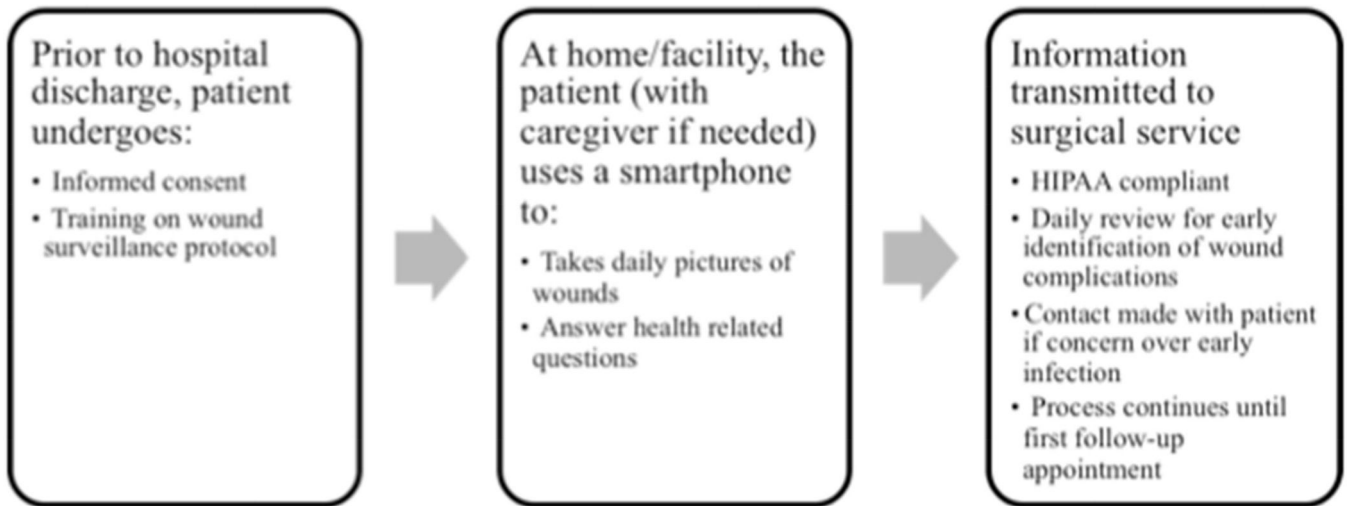 Prior to hospital
discharge, patient
undergoes:
• Informed consent
• Training on wound
surveillance protocol
At home/facility, the
patient (with
caregiver if needed)
uses a smartphone
to:
• Takes daily pictures of
wounds
• Answer health related
questions
Information
transmitted to
surgical service
• HIPAA compliant
• Daily review for early
identification of wound
complications
•Contact made with patient
if concern over early
infection
• Process continues until
first follow-up
appointment